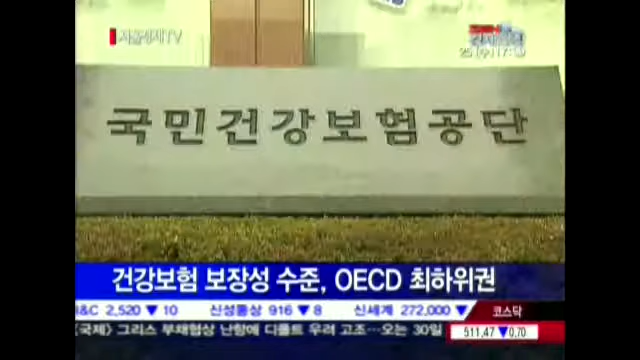 서울경제TV
국민건강보험공단
건강보험 보장성 수준, OECD 최하위권
&C 2,520 ▼ 10 신성통상 916 ▼ 8 신세계 272,000 ▼
코스닥
《국제》 그리스 부채협상 난항에 디폴트 우려 고조...오는 30일
511.47 ▼0.70